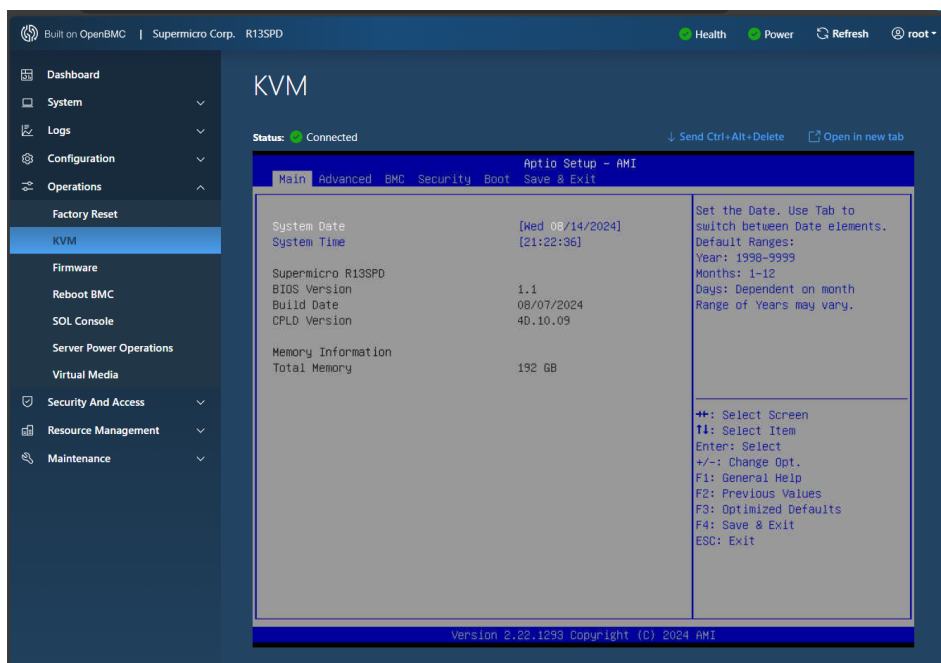 Built on OpenBMC | Supermicro Corp. R13SPD
Health Power Refresh root
Dashboard
System
Logs
Configuration
Operations
Factory Reset
KVM
Firmware
Reboot BMC
SOL Console
Server Power Operations
Virtual Media
Security And Access
Resource Management
Maintenance
KVM
Status: Connected
Send Ctrl+Alt+Delete Open in new tab
Aptio Setup - AMI
Main Advanced BMC Security Boot Save & Exit
System Date [Wed 08/14/2024]
System Time [21:22:36]
Supermicro R13SPD
BIOS Version 1.1
Build Date 08/07/2024
CPLD Version 4D.10.09
Memory Information
Total Memory 192 GB
Set the Date. Use Tab to
switch between Date elements.
Default Ranges:
Year: 1998-9999
Months: 1-12
Days: Dependent on month
Range of Years may vary.
→←: Select Screen
↑↓: Select Item
Enter: Select
+/-: Change Opt.
F1: General Help
F2: Previous Values
F3: Optimized Defaults
F4: Save & Exit
ESC: Exit
Version 2.22.1293 Copyright (C) 2024 AMI